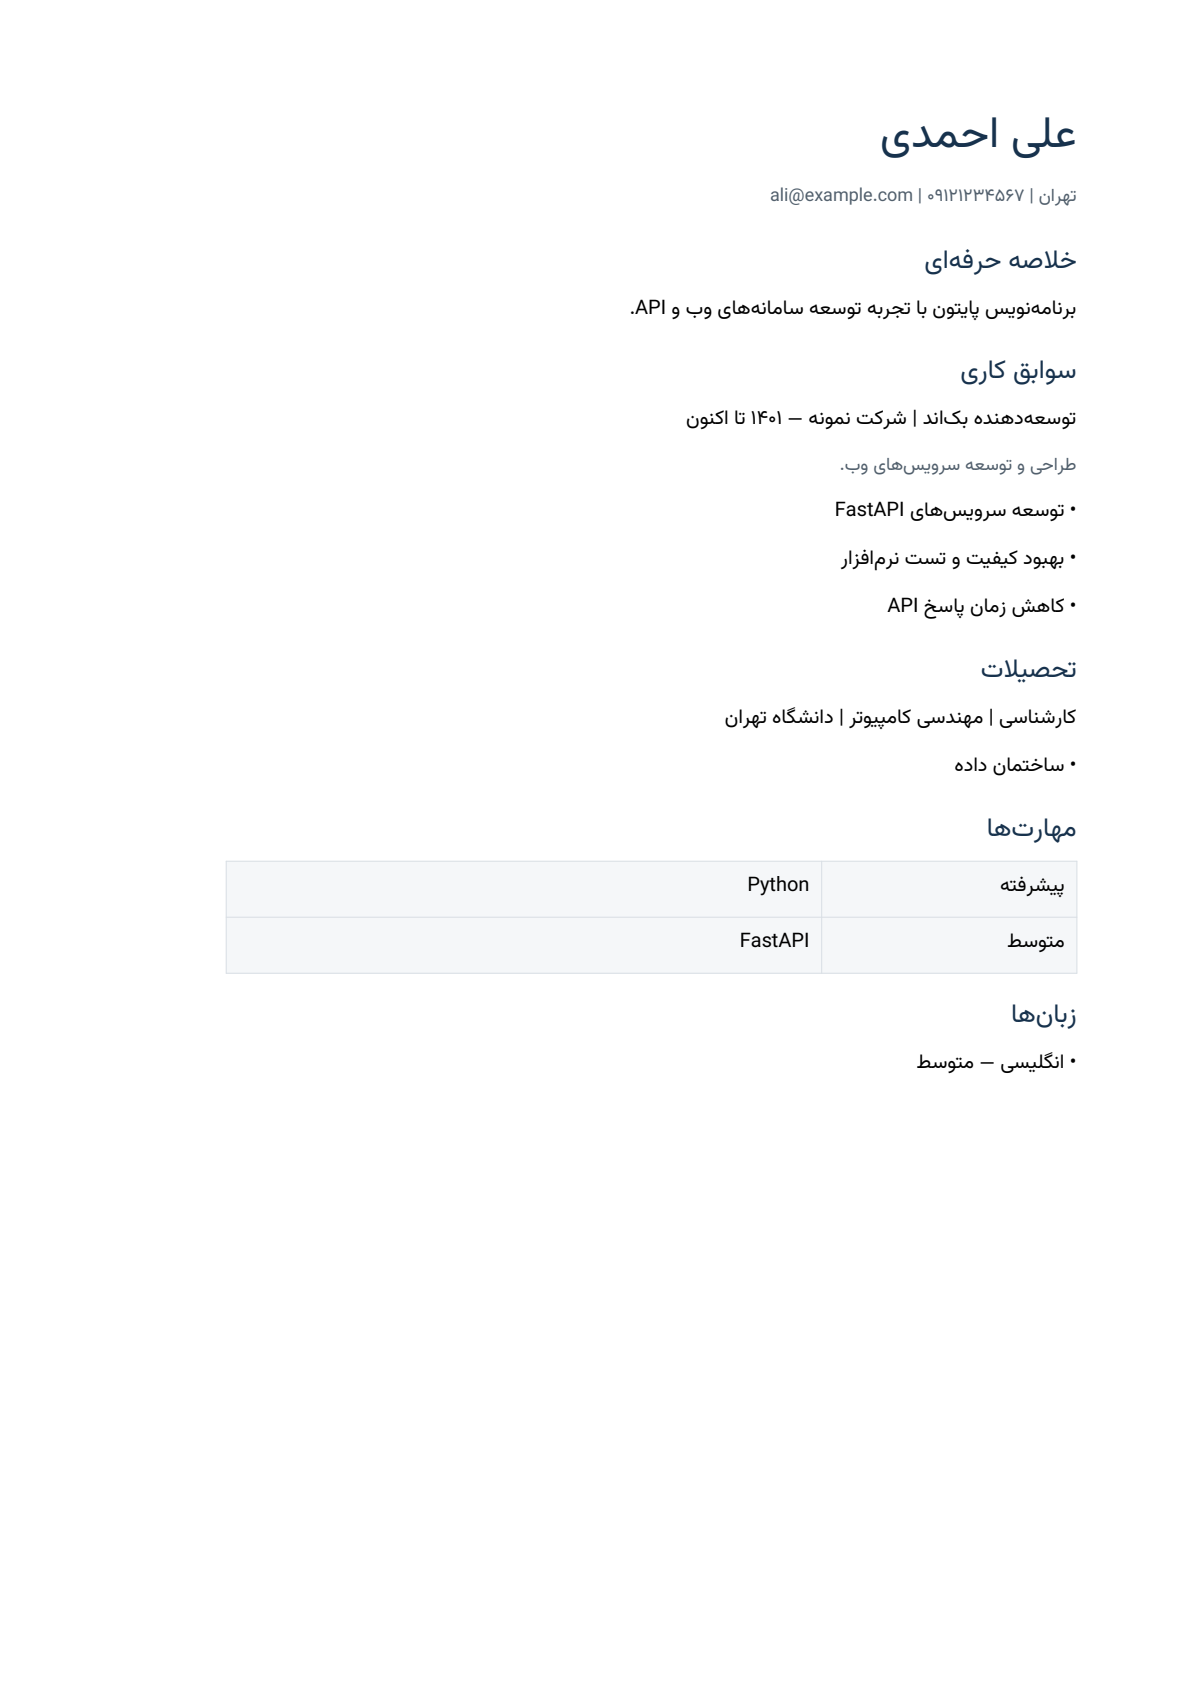 علی احمدی
تهران | ۰۹۱۲۱۲۳۴۵۶۷ | ali@example.com
خلاصه حرفه‌ای
برنامه‌نویس پایتون با تجربه توسعه سامانه‌های وب و API.
سوابق کاری
توسعه‌دهنده بک‌اند | شرکت نمونه — ۱۴۰۱ تا اکنون
طراحی و توسعه سرویس‌های وب.
• توسعه سرویس‌های FastAPI
• بهبود کیفیت و تست نرم‌افزار
• کاهش زمان پاسخ API
تحصیلات
کارشناسی | مهندسی کامپیوتر | دانشگاه تهران
• ساختمان داده
مهارت‌ها
پیشرفته Python
متوسط FastAPI
زبان‌ها
• انگلیسی — متوسط